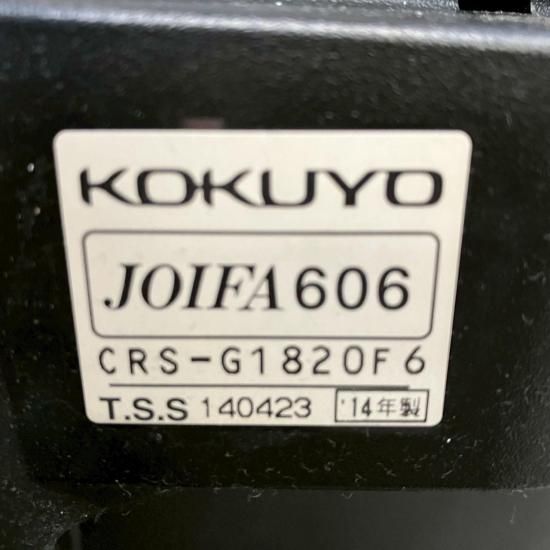 KOKUYO
JOIFA 606
CRS-G1820F6
T.S.S 140423 '14年製